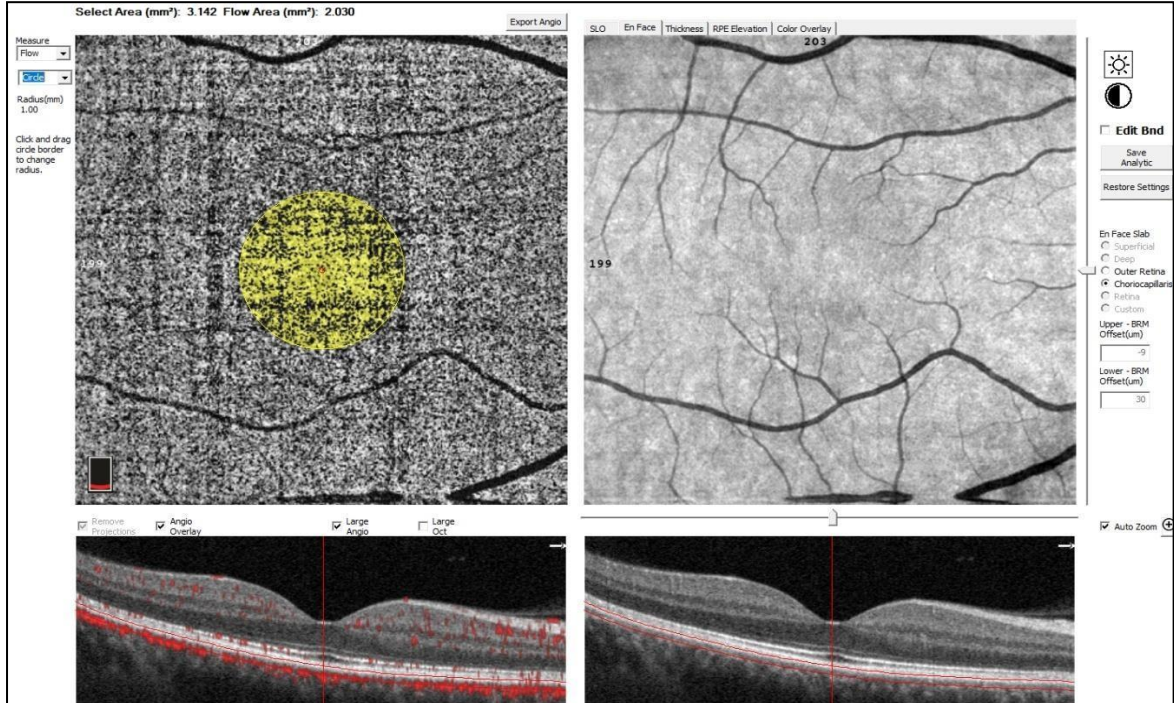 Select Area (mm²): 3.142 Flow Area (mm²): 2.030
Export Angio
Measure
Flow
Circle
Radius(mm)
1.00
Click and drag
circle border
to change
radius.
199
Remove
Projections
Angio
Overlay
Large
Angio
Large
Oct
SLO
En Face
Thickness
RPE Elevation
Color Overlay
203
199
Edit Bnd
Save
Analytic
Restore Settings
En Face Slab
Superficial
Deep
Outer Retina
Choriocapillaris
Retina
Custom
Upper - BRM
Offset(um)
-9
Lower - BRM
Offset(um)
30
Auto Zoom